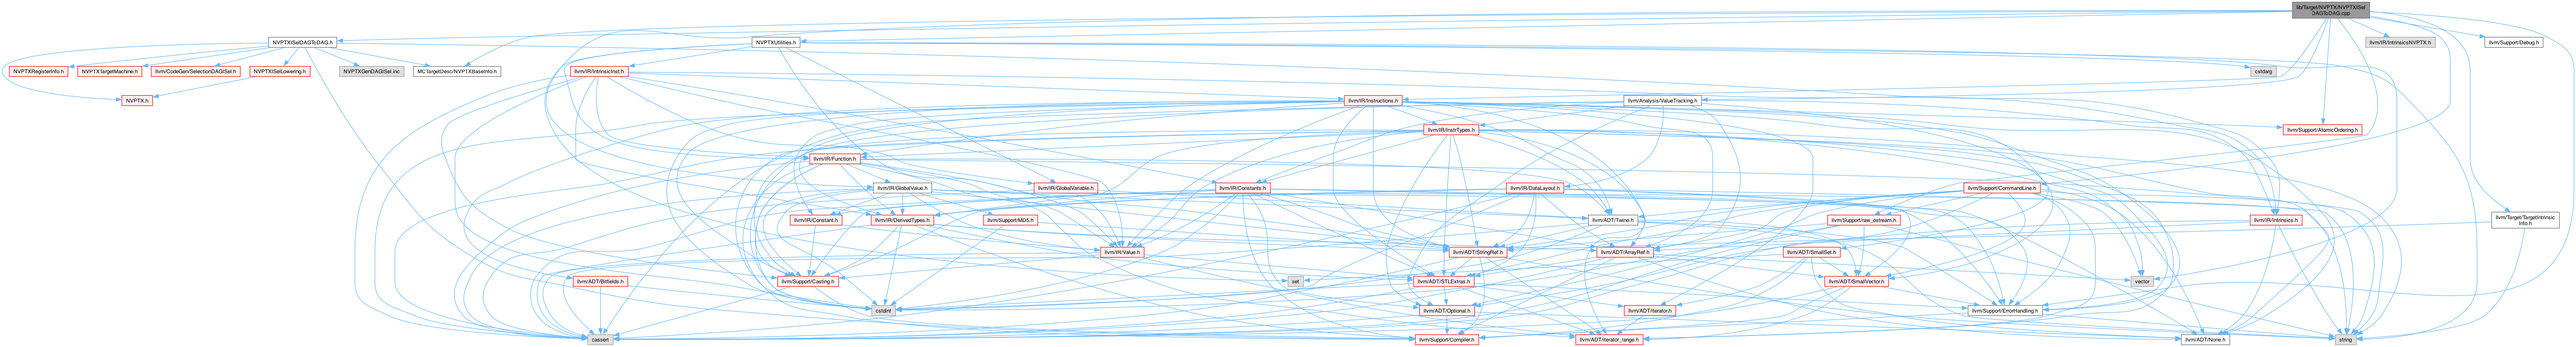 lib/Target/NVPTX/NVPTXISel
DAGToDAG.cpp
NVPTXISelDAGToDAG.h
NVPTXUtilities.h
llvm/IR/IntrinsicsNVPTX.h
llvm/Support/Debug.h
NVPTXRegisterInfo.h
NVPTXTargetMachine.h
llvm/CodeGen/SelectionDAGISel.h
NVPTXISelLowering.h
NVPTXGenDAGISel.inc
MCTargetDesc/NVPTXBaseInfo.h
llvm/IR/IntrinsicInst.h
cstdarg
NVPTX.h
llvm/IR/Instructions.h
llvm/Analysis/ValueTracking.h
llvm/IR/InstrTypes.h
llvm/Support/AtomicOrdering.h
llvm/IR/Function.h
llvm/IR/GlobalValue.h
llvm/IR/GlobalVariable.h
llvm/IR/Constants.h
llvm/IR/DataLayout.h
llvm/Support/CommandLine.h
llvm/IR/Constant.h
llvm/IR/DerivedTypes.h
llvm/Support/MD5.h
llvm/ADT/Twine.h
llvm/Support/raw_ostream.h
llvm/IR/Intrinsics.h
llvm/Target/TargetIntrinsic
Info.h
llvm/IR/Value.h
llvm/ADT/StringRef.h
llvm/ADT/ArrayRef.h
llvm/ADT/SmallSet.h
llvm/ADT/Bitfields.h
llvm/Support/Casting.h
set
llvm/ADT/STLExtras.h
llvm/ADT/SmallVector.h
vector
cstdint
llvm/ADT/Optional.h
llvm/ADT/iterator.h
llvm/Support/ErrorHandling.h
cassert
llvm/Support/Compiler.h
llvm/ADT/iterator_range.h
llvm/ADT/None.h
string